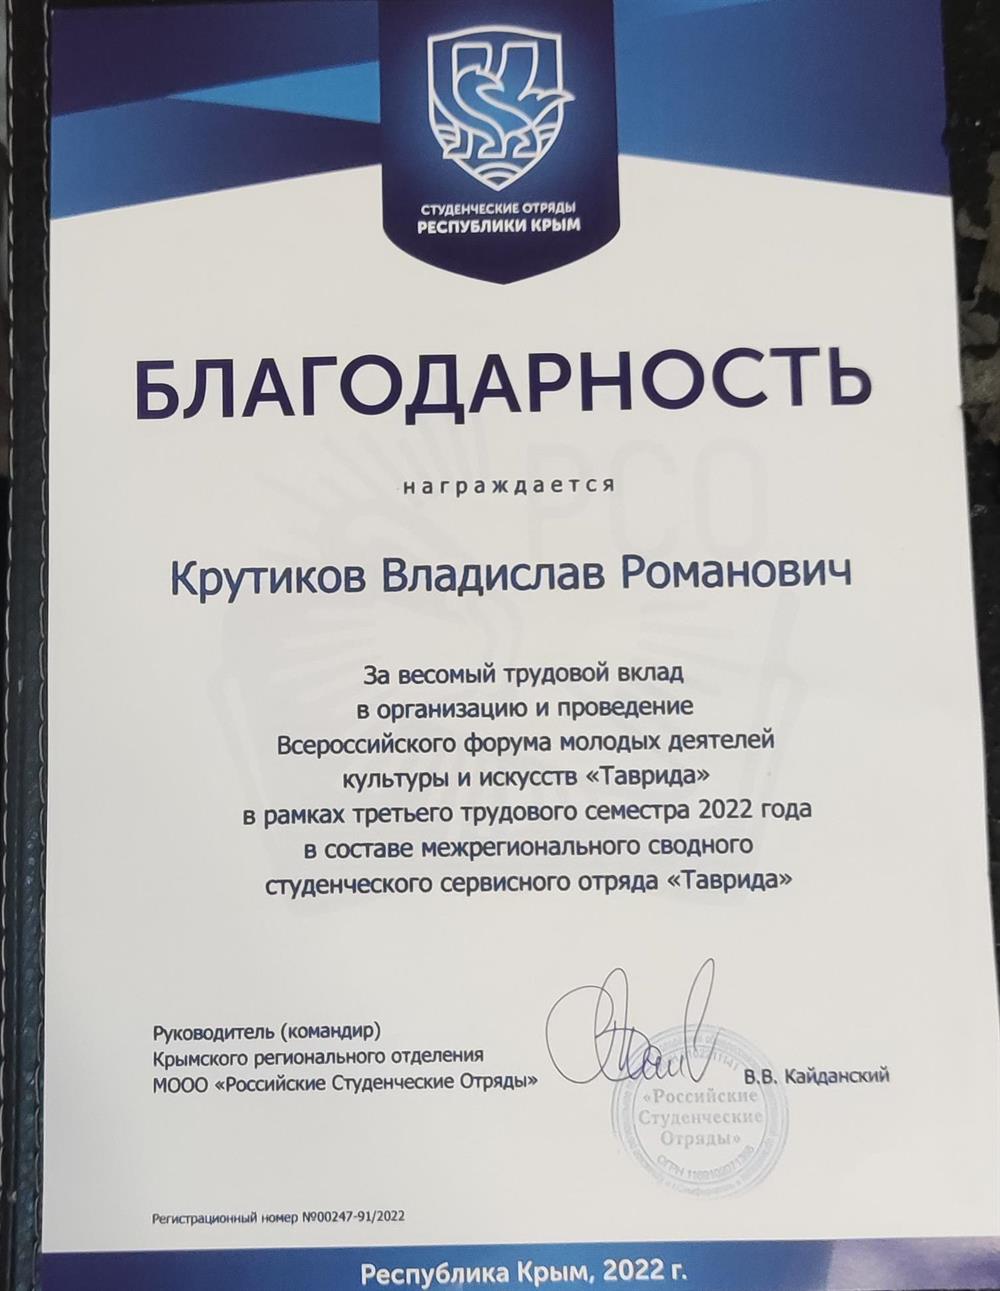 СТУДЕНЧЕСКИЕ ОТРЯДЫ
РЕСПУБЛИКИ КРЫМ
БЛАГОДАРНОСТЬ
награждается
РСО
Крутиков Владислав Романович
За весомый трудовой вклад
в организацию и проведение
Всероссийского форума молодых деятелей
культуры и искусств «Таврида»
в рамках третьего трудового семестра 2022 года
в составе межрегионального сводного
студенческого сервисного отряда «Таврида»
Руководитель (командир)
Крымского регионального отделения
МООО «Российские Студенческие Отряды»
В.В. Кайданский
«Российские
Студенческие
Отряды»
ОГРН
Регистрационный номер №00247-91/2022
Республика Крым, 2022 г.